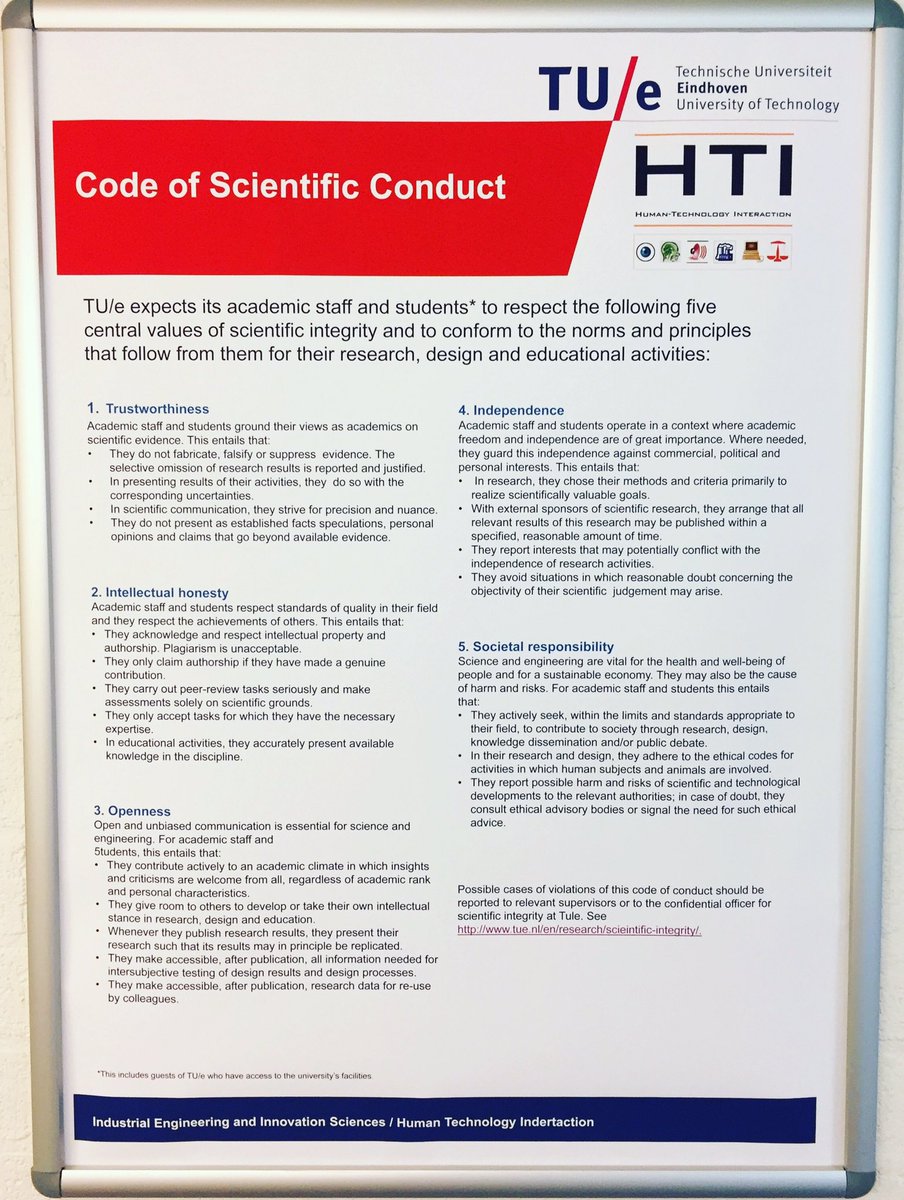 TU/e Technische Universiteit
Eindhoven
University of Technology
Code of Scientific Conduct
HTI
HUMAN-TECHNOLOGY INTERACTION
TU/e expects its academic staff and students* to respect the following five
central values of scientific integrity and to conform to the norms and principles
that follow from them for their research, design and educational activities:
1. Trustworthiness
Academic staff and students ground their views as academics on
scientific evidence. This entails that:
• They do not fabricate, falsify or suppress evidence. The
selective omission of research results is reported and justified.
• In presenting results of their activities, they do so with the
corresponding uncertainties.
• In scientific communication, they strive for precision and nuance.
• They do not present as established facts speculations, personal
opinions and claims that go beyond available evidence.
2. Intellectual honesty
Academic staff and students respect standards of quality in their field
and they respect the achievements of others. This entails that:
• They acknowledge and respect intellectual property and
authorship. Plagiarism is unacceptable.
• They only claim authorship if they have made a genuine
contribution.
• They carry out peer-review tasks seriously and make
assessments solely on scientific grounds.
• They only accept tasks for which they have the necessary
expertise.
• In educational activities, they accurately present available
knowledge in the discipline.
3. Openness
Open and unbiased communication is essential for science and
engineering. For academic staff and
5tudents, this entails that:
• They contribute actively to an academic climate in which insights
and criticisms are welcome from all, regardless of academic rank
and personal characteristics.
• They give room to others to develop or take their own intellectual
stance in research, design and education.
• Whenever they publish research results, they present their
research such that its results may in principle be replicated.
• They make accessible, after publication, all information needed for
intersubjective testing of design results and design processes.
• They make accessible, after publication, research data for re-use
by colleagues.
4. Independence
Academic staff and students operate in a context where academic
freedom and independence are of great importance. Where needed,
they guard this independence against commercial, political and
personal interests. This entails that:
• In research, they chose their methods and criteria primarily to
realize scientifically valuable goals.
• With external sponsors of scientific research, they arrange that all
relevant results of this research may be published within a
specified, reasonable amount of time.
• They report interests that may potentially conflict with the
independence of research activities.
• They avoid situations in which reasonable doubt concerning the
objectivity of their scientific judgement may arise.
5. Societal responsibility
Science and engineering are vital for the health and well-being of
people and for a sustainable economy. They may also be the cause
of harm and risks. For academic staff and students this entails
that:
• They actively seek, within the limits and standards appropriate to
their field, to contribute to society through research, design,
knowledge dissemination and/or public debate.
• In their research and design, they adhere to the ethical codes for
activities in which human subjects and animals are involved.
• They report possible harm and risks of scientific and technological
developments to the relevant authorities; in case of doubt, they
consult ethical advisory bodies or signal the need for such ethical
advice.
Possible cases of violations of this code of conduct should be
reported to relevant supervisors or to the confidential officer for
scientific integrity at Tule. See
http://www.tue.nl/en/research/scieintific-integrity/.
*This includes guests of TU/e who have access to the university's facilities.
Industrial Engineering and Innovation Sciences / Human Technology Indertaction